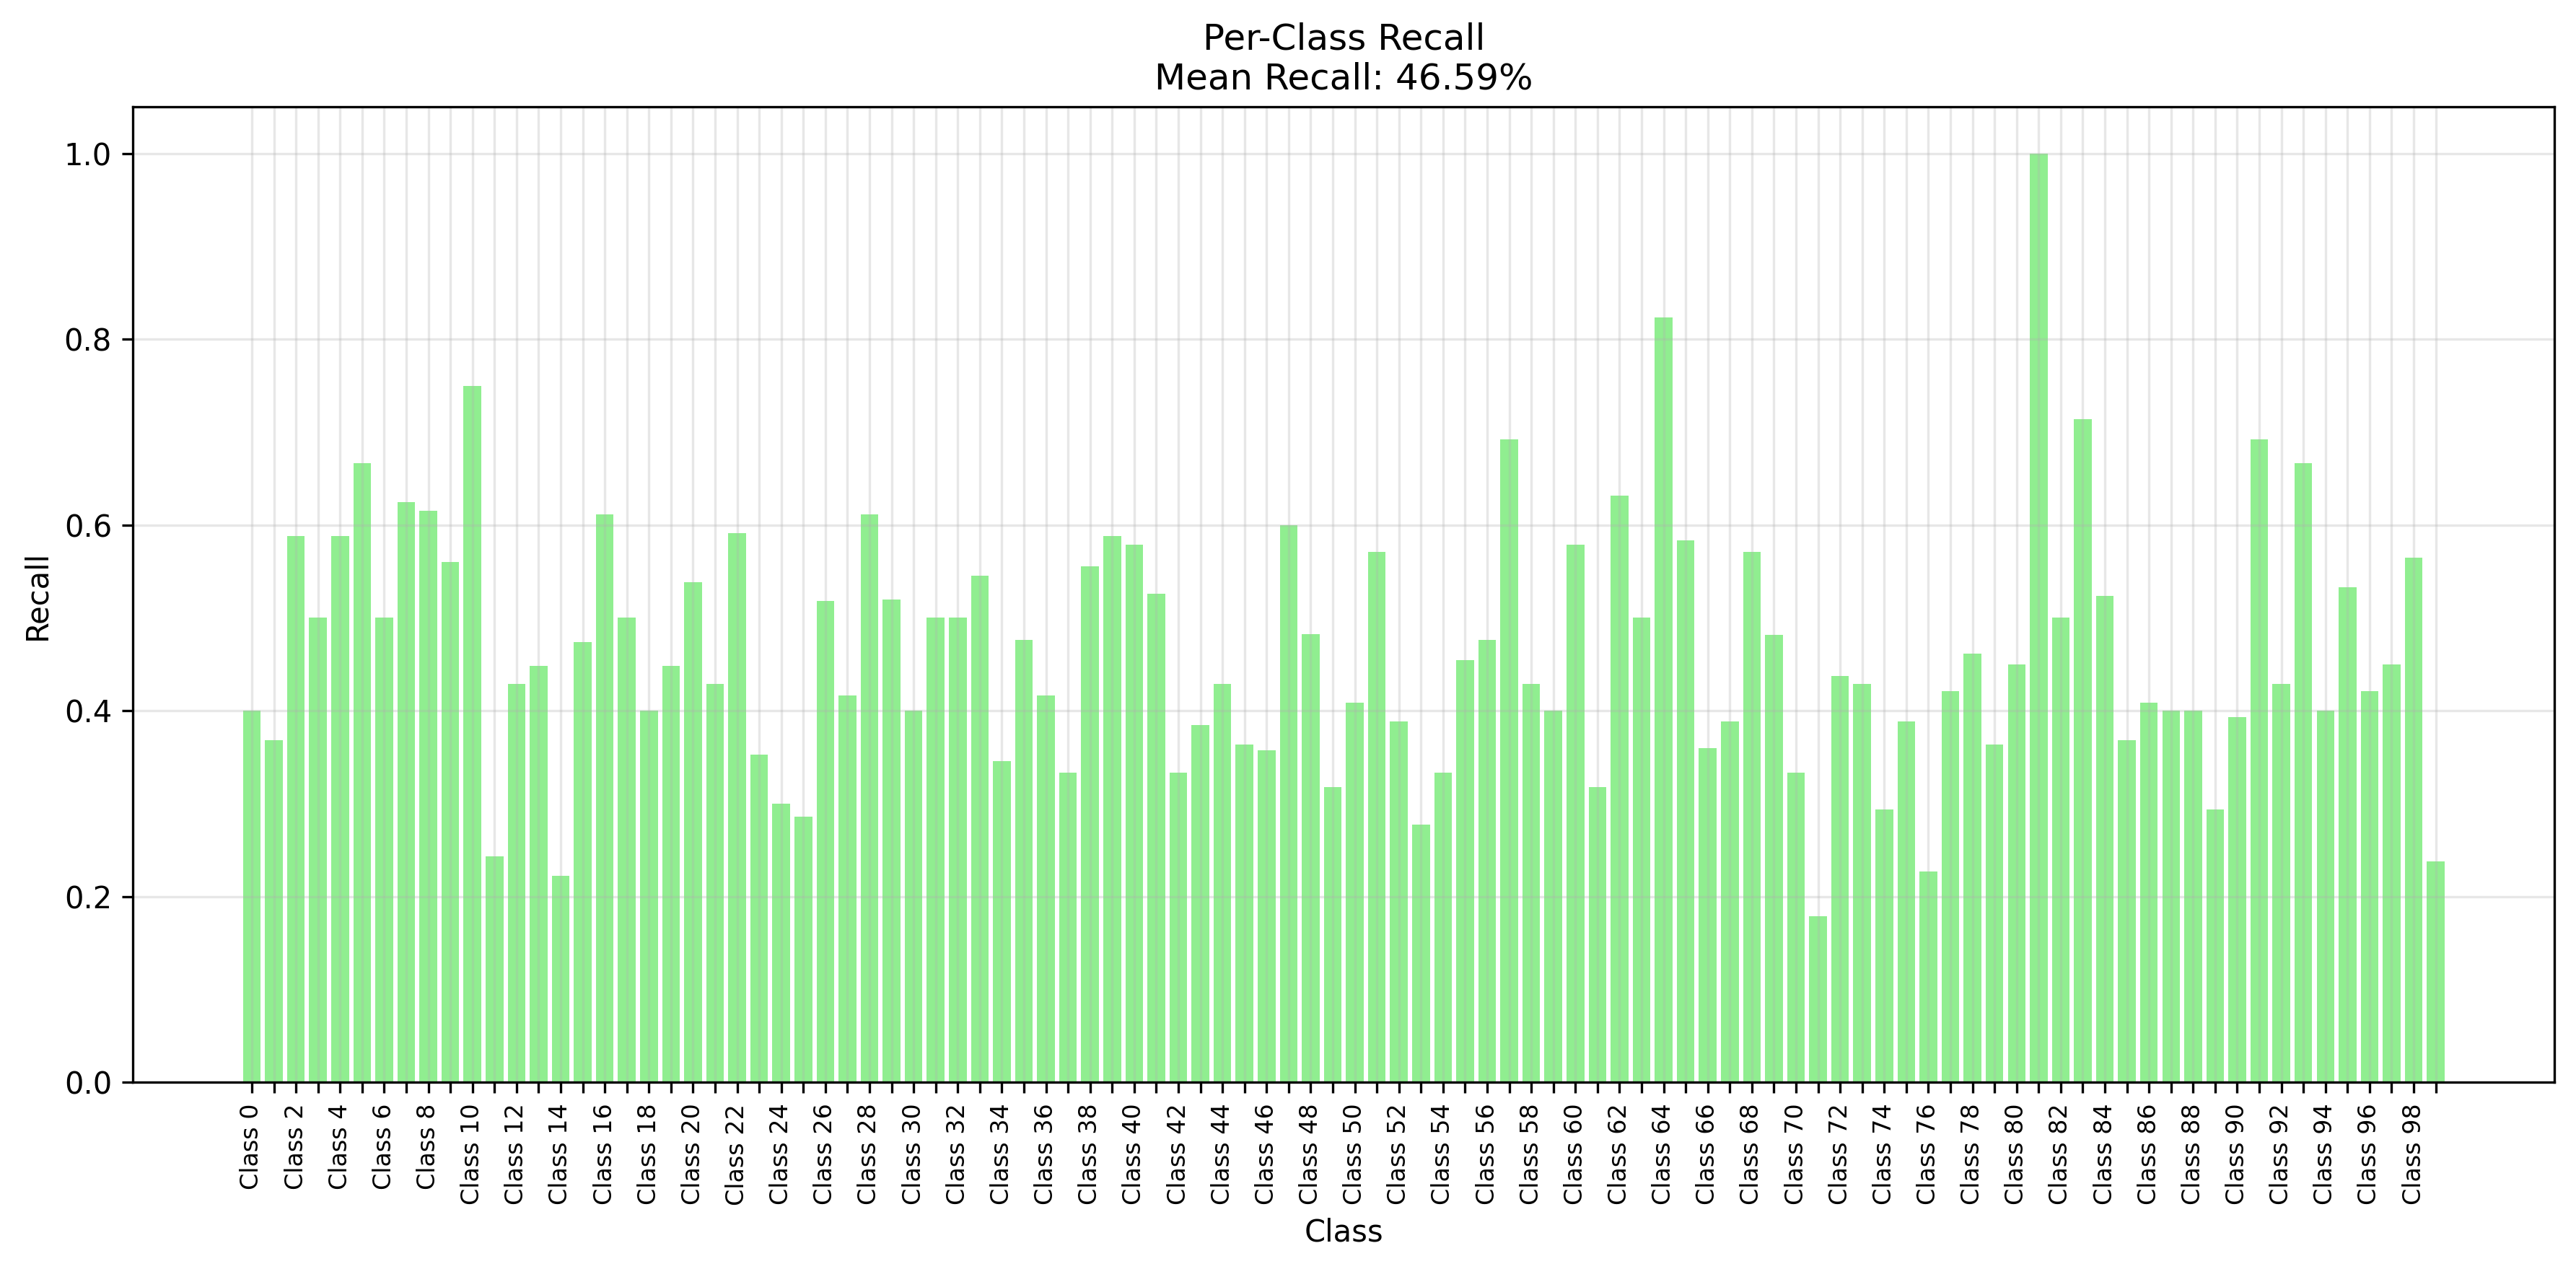 Per-Class Recall
Mean Recall: 46.59%
1.0
0.8
0.6
0.4
0.2
0.0
Recall
Class 0
Class 2
Class 4
Class 6
Class 8
Class 10
Class 12
Class 14
Class 16
Class 18
Class 20
Class 22
Class 24
Class 26
Class 28
Class 30
Class 32
Class 34
Class 36
Class 38
Class 40
Class 42
Class 44
Class 46
Class 48
Class 50
Class 52
Class 54
Class 56
Class 58
Class 60
Class 62
Class 64
Class 66
Class 68
Class 70
Class 72
Class 74
Class 76
Class 78
Class 80
Class 82
Class 84
Class 86
Class 88
Class 90
Class 92
Class 94
Class 96
Class 98
Class